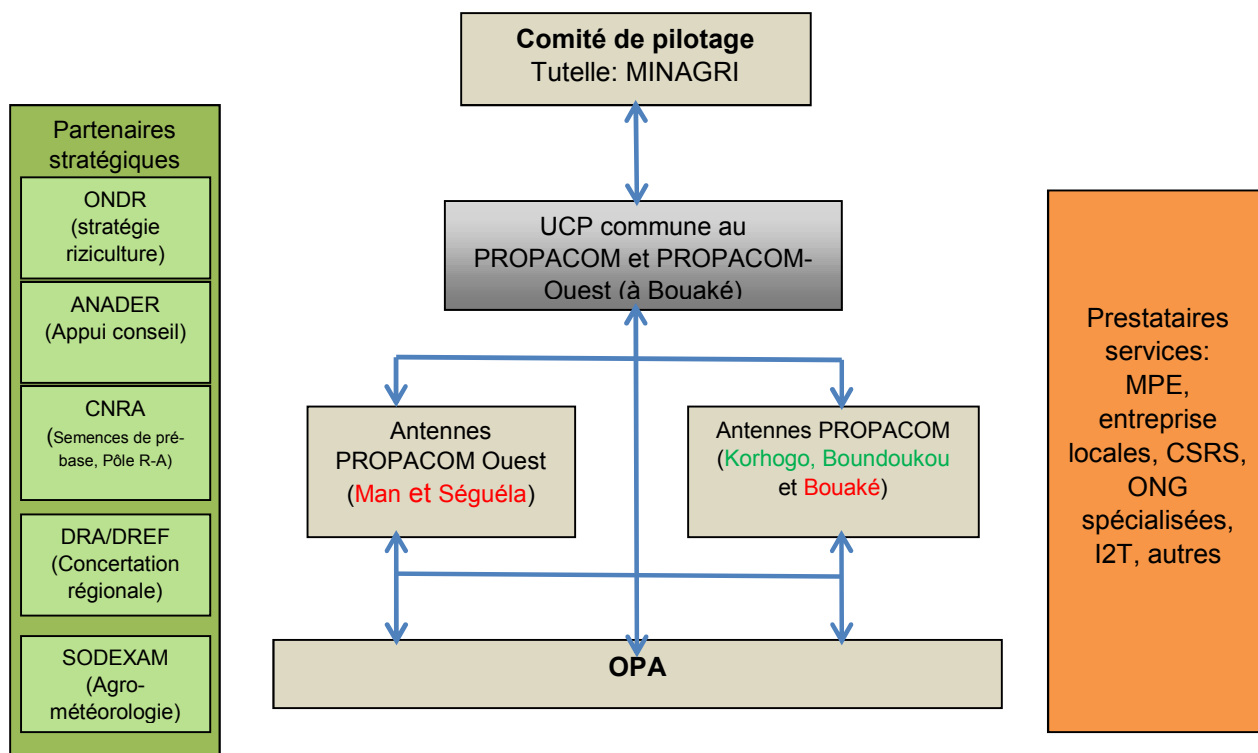 Comité de pilotage
Tutelle: MINAGRI
Partenaires
stratégiques
ONDR
(stratégie
riziculture)
ANADER
(Appui conseil)
CNRA
(Semences de pré-
base, Pôle R-A)
DRA/DREF
(Concertation
régionale)
SODEXAM
(Agro-
météorologie)
UCP commune au
PROPACOM et PROPACOM-
Ouest (à Bouaké)
Antennes
PROPACOM Ouest
(Man et Séguéla)
Antennes PROPACOM
(Korhogo, Boundoukou
et Bouaké)
OPA
Prestataires
services:
MPE,
entreprise
locales, CSRS,
ONG
spécialisées,
I2T, autres